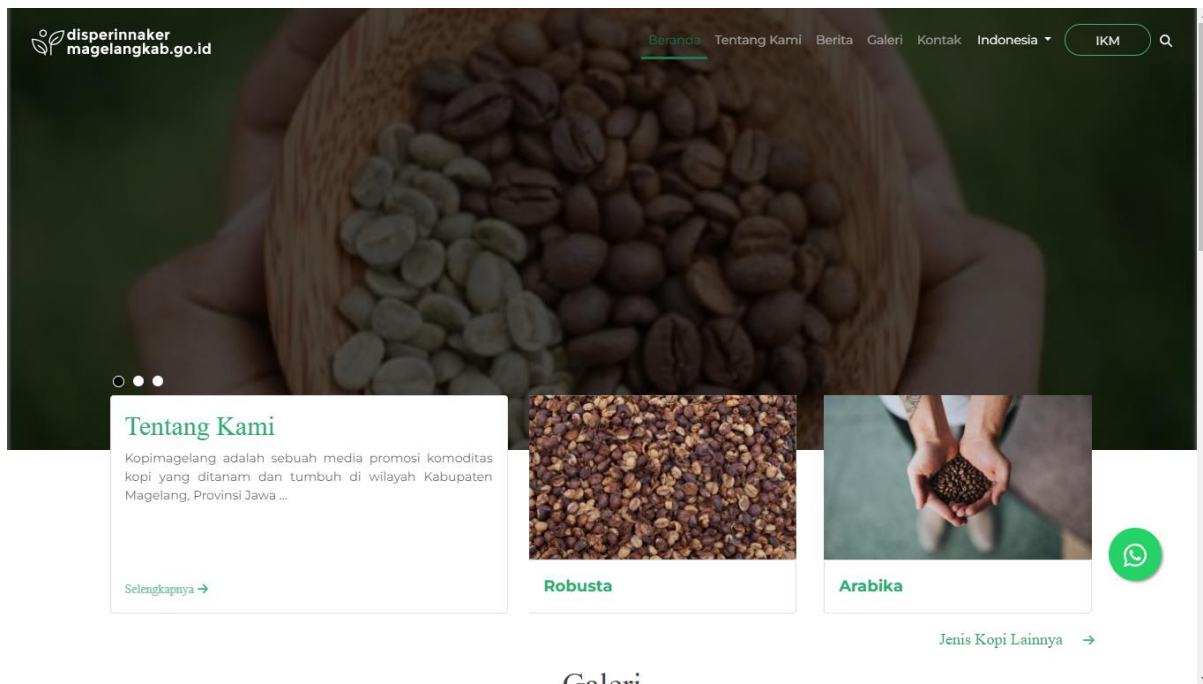 disperinnaker
magelangkab.go.id
Beranda Tentang Kami Berita Galeri Kontak Indonesia IKM
Tentang Kami
Kopimagelang adalah sebuah media promosi komoditas
kopi yang ditanam dan tumbuh di wilayah Kabupaten
Magelang, Provinsi Jawa ...
Selengkapnya →
Robusta
Arabika
Jenis Kopi Lainnya →
Galeri